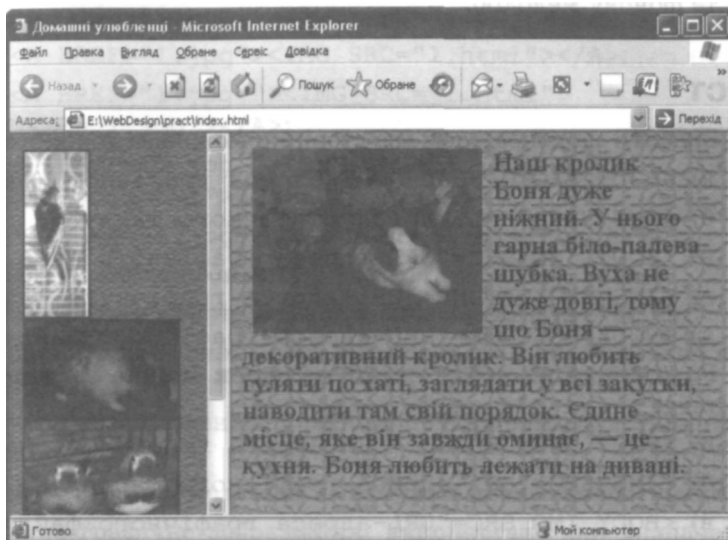 Домашні улюбленці - Microsoft Internet Explorer
Файл Правка Вигляд Обране Сервіс Довідка
Назад Пошук Обране
Адреса: E:\WebDesign\pract\index.html Перехід
Наш кролик
Боня дуже
ніжний. У нього
гарна біло-палева
шубка. Вуха не
дуже довгі, тому
що Боня —
декоративний кролик. Він любить
гуляти по хаті, заглядати у всі закутки,
наводити там свій порядок. Єдине
місце, яке він завжди оминає, — це
кухня. Боня любить лежати на дивані.
Готово Мой компьютер